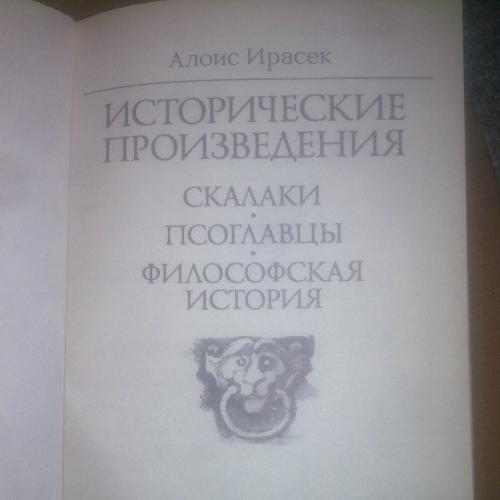 Алоис Ирасек
ИСТОРИЧЕСКИЕ
ПРОИЗВЕДЕНИЯ
СКАЛАКИ
•
ПСОГЛАВЦЫ
•
ФИЛОСОФСКАЯ
ИСТОРИЯ